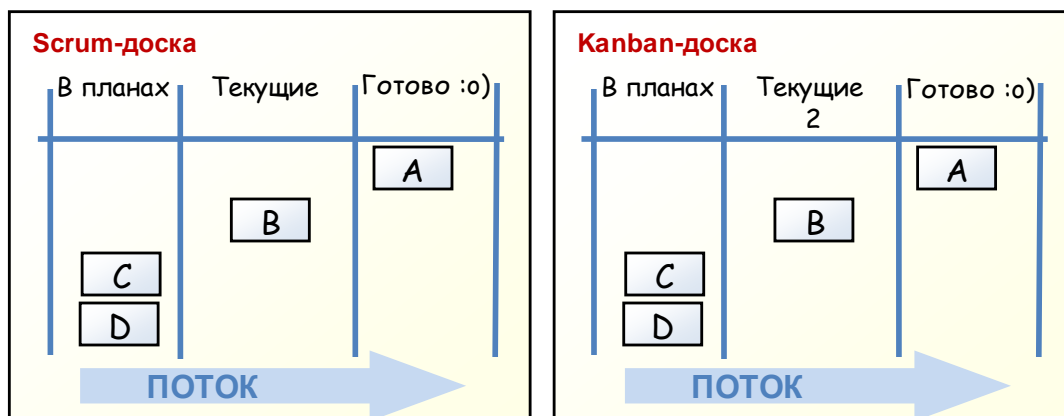 Scrum-доска
В планах Текущие Готово :о)
A
B
C
D
ПОТОК
Kanban-доска
В планах Текущие Готово :о)
2
A
B
C
D
ПОТОК